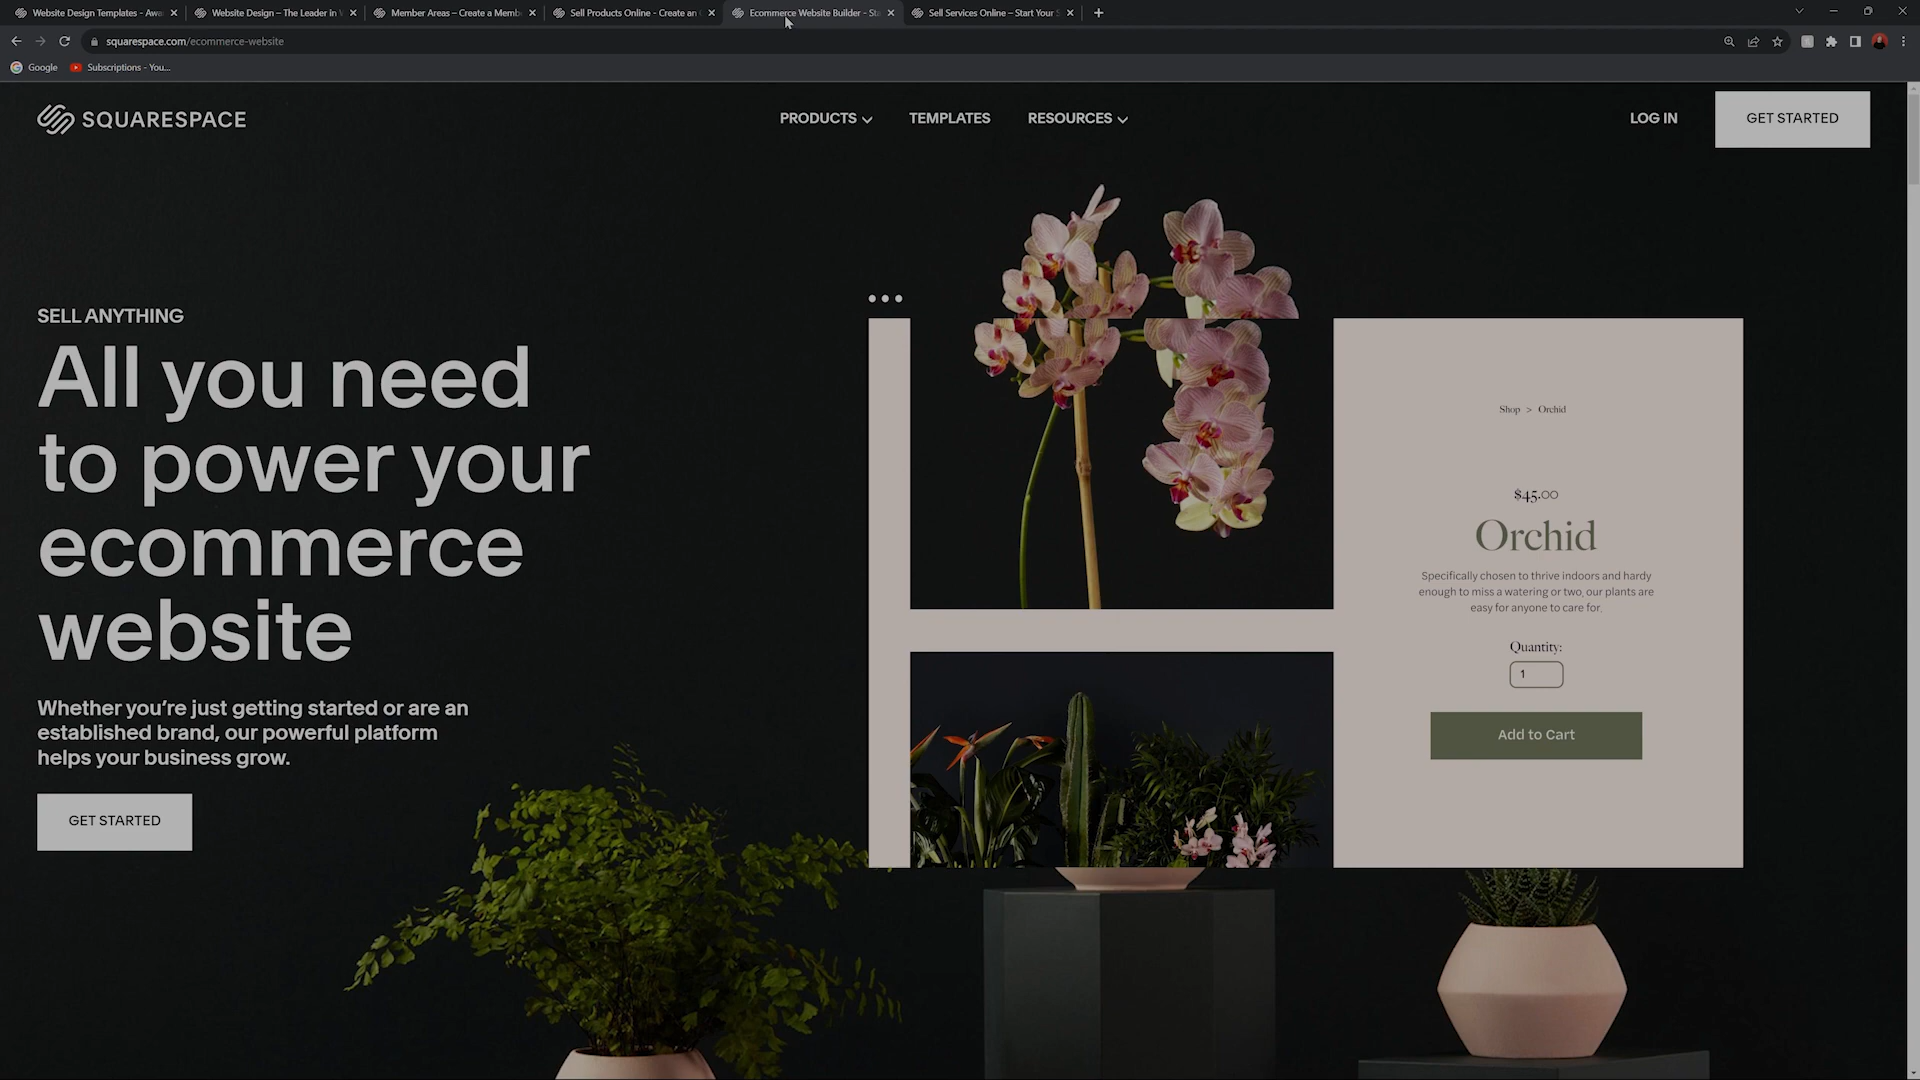 Website Design Templates - Awa
Website Design – The Leader in
Member Areas – Create a Memb
Sell Products Online - Create an
Ecommerce Website Builder - Sta
Sell Services Online – Start Your S
squarespace.com/ecommerce-website
Google
Subscriptions - You...
SQUARESPACE
PRODUCTS
TEMPLATES
RESOURCES
LOG IN
GET STARTED
SELL ANYTHING
All you need
to power your
ecommerce
website
Whether you’re just getting started or are an
established brand, our powerful platform
helps your business grow.
GET STARTED
Shop > Orchid
$45.00
Orchid
Specifically chosen to thrive indoors and hardy
enough to miss a watering or two, our plants are
easy for anyone to care for.
Quantity:
1
Add to Cart